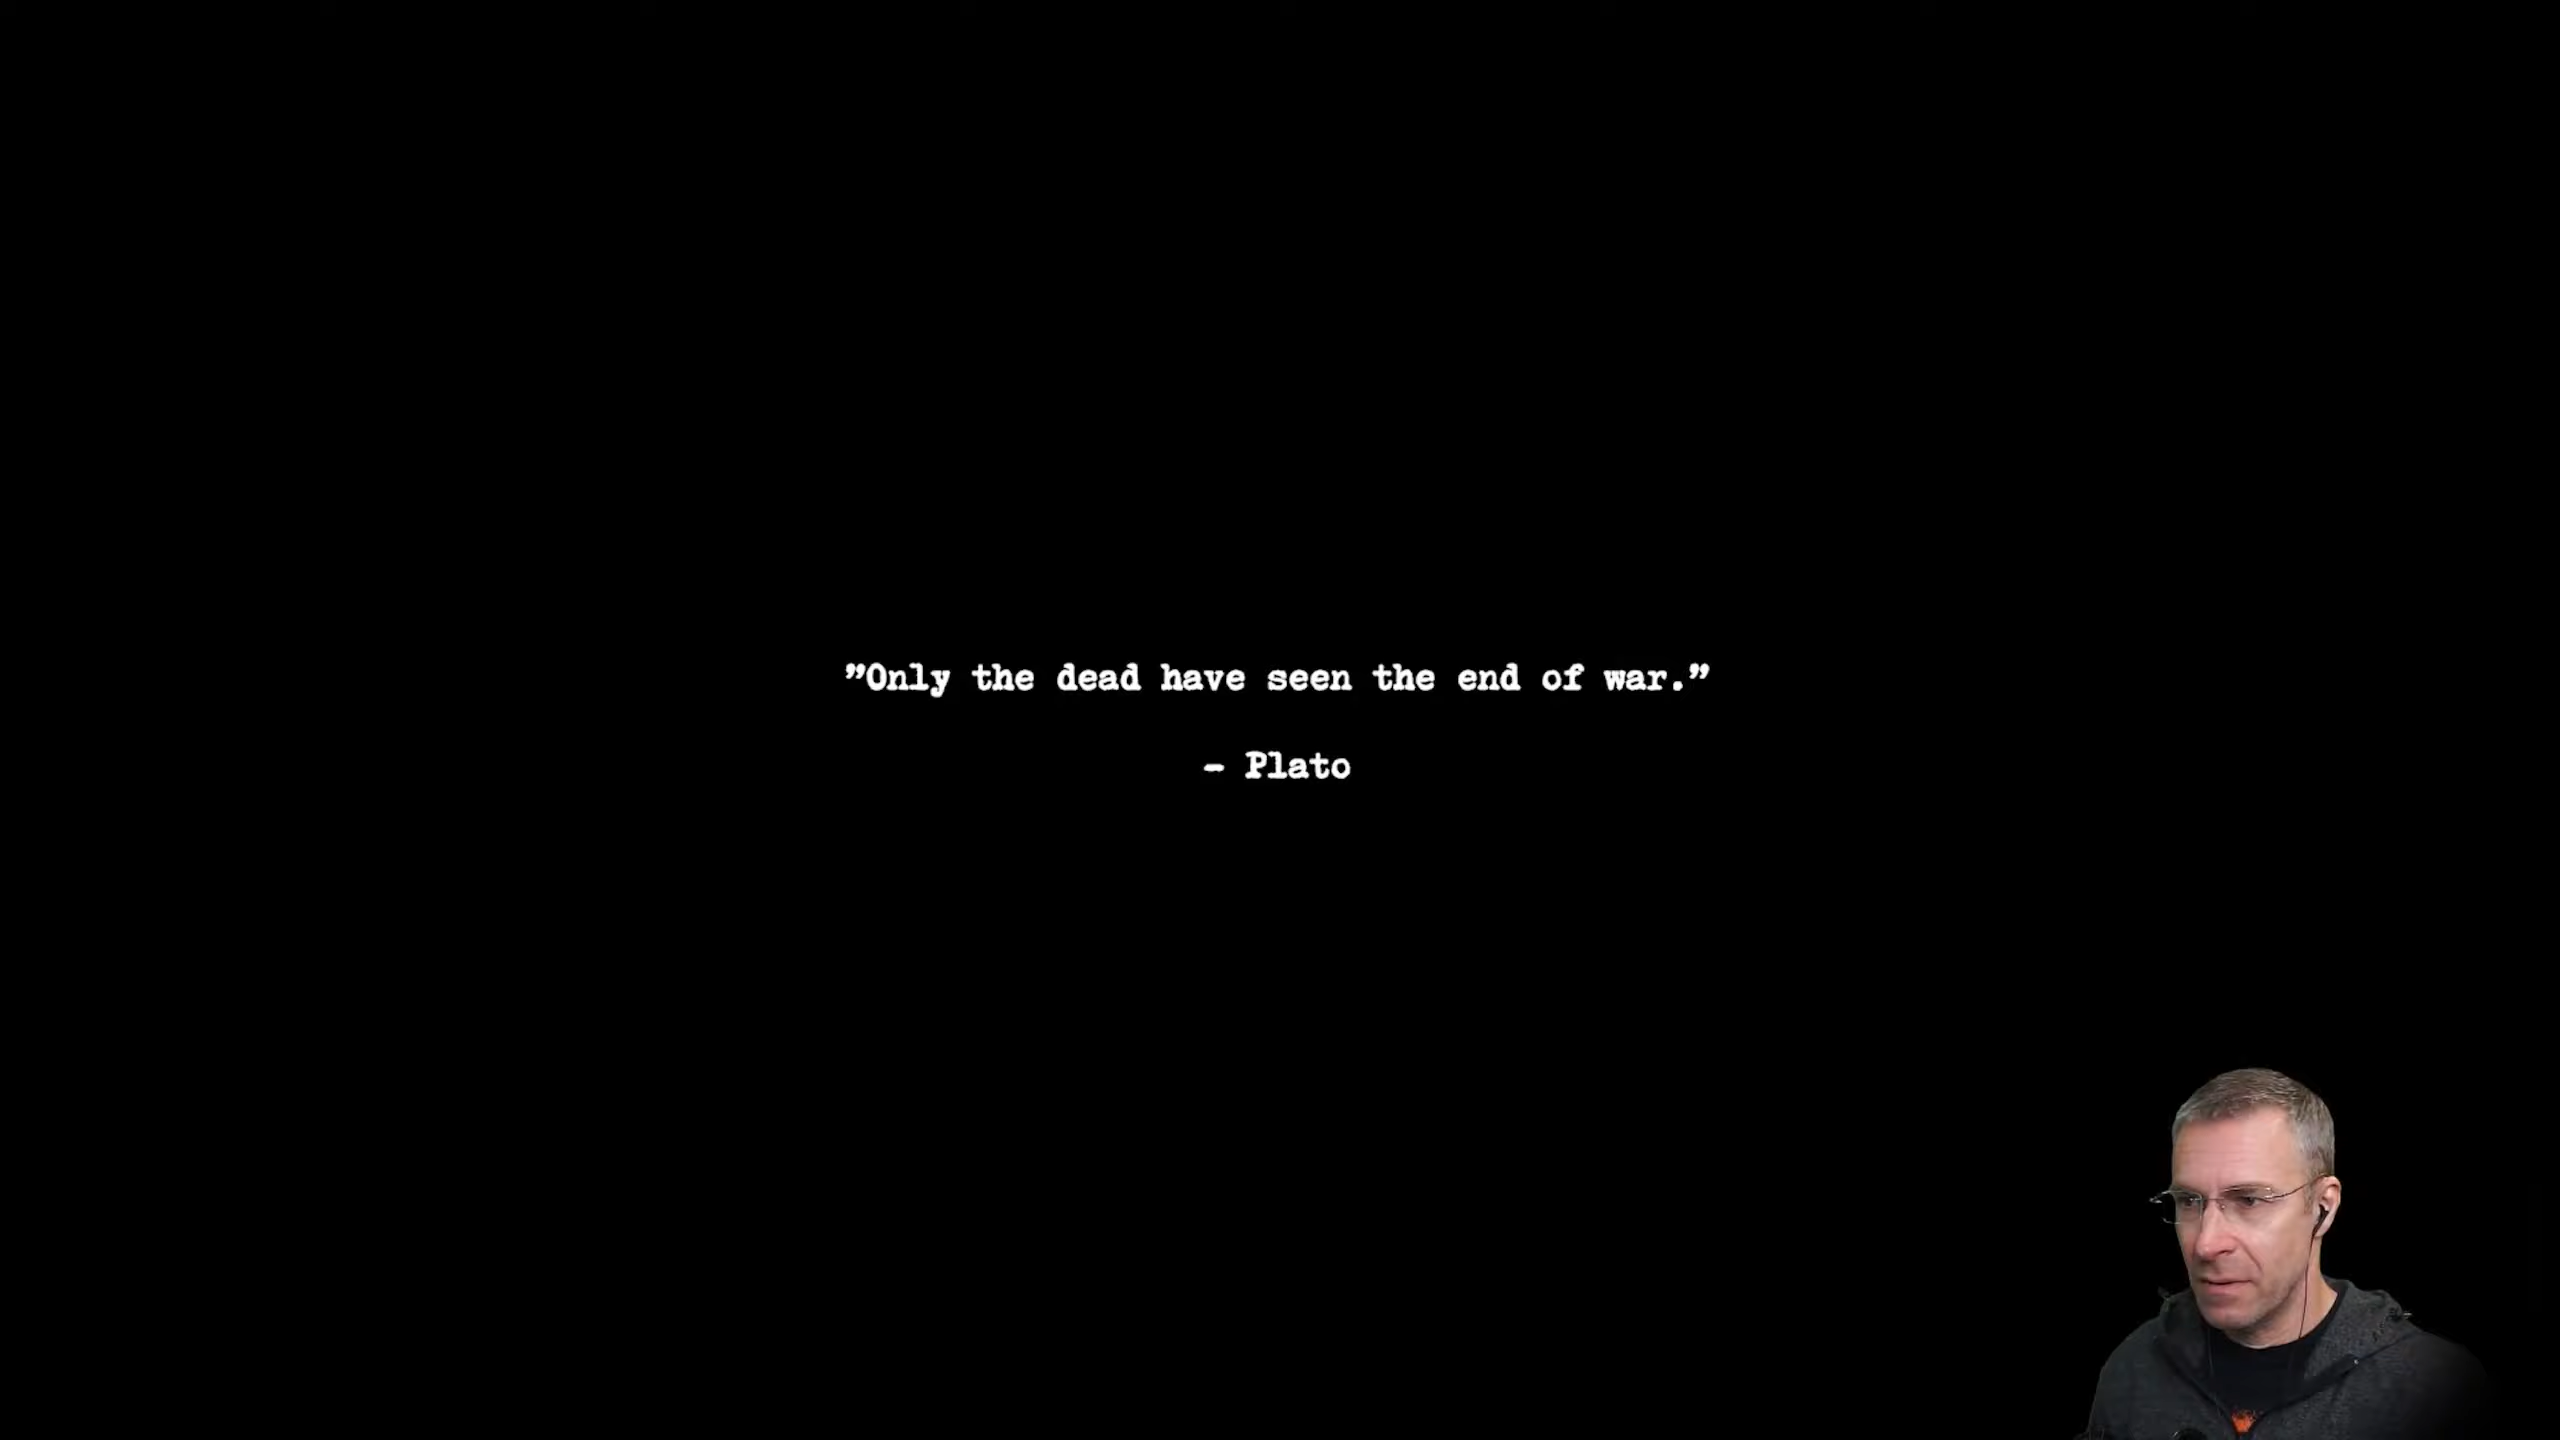 ”Only the dead have seen the end of war.”
- Plato